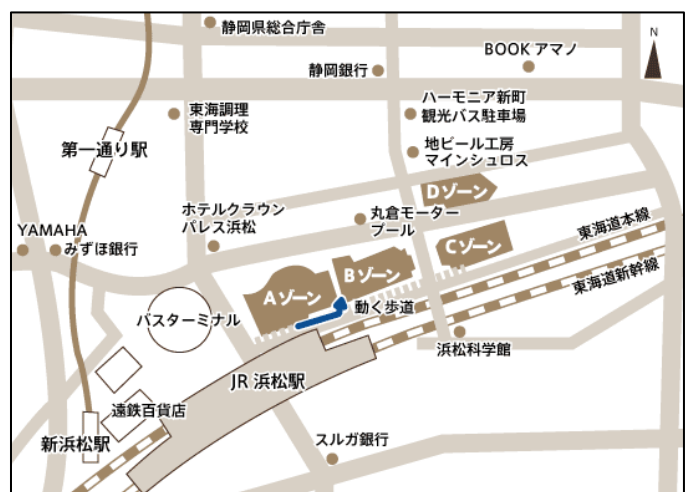 静岡県総合庁舎
N
BOOK アマノ
静岡銀行
ハーモニア新町
観光バス駐車場
東海調理
専門学校
第一通り駅
地ビール工房
マインシュロス
Dゾーン
ホテルクラウン
パレス浜松
丸倉モーター
プール
YAMAHA
みずほ銀行
東海道本線
Cゾーン
Bゾーン
Aゾーン
東海道新幹線
動く歩道
バスターミナル
浜松科学館
JR 浜松駅
遠鉄百貨店
新浜松駅
スルガ銀行